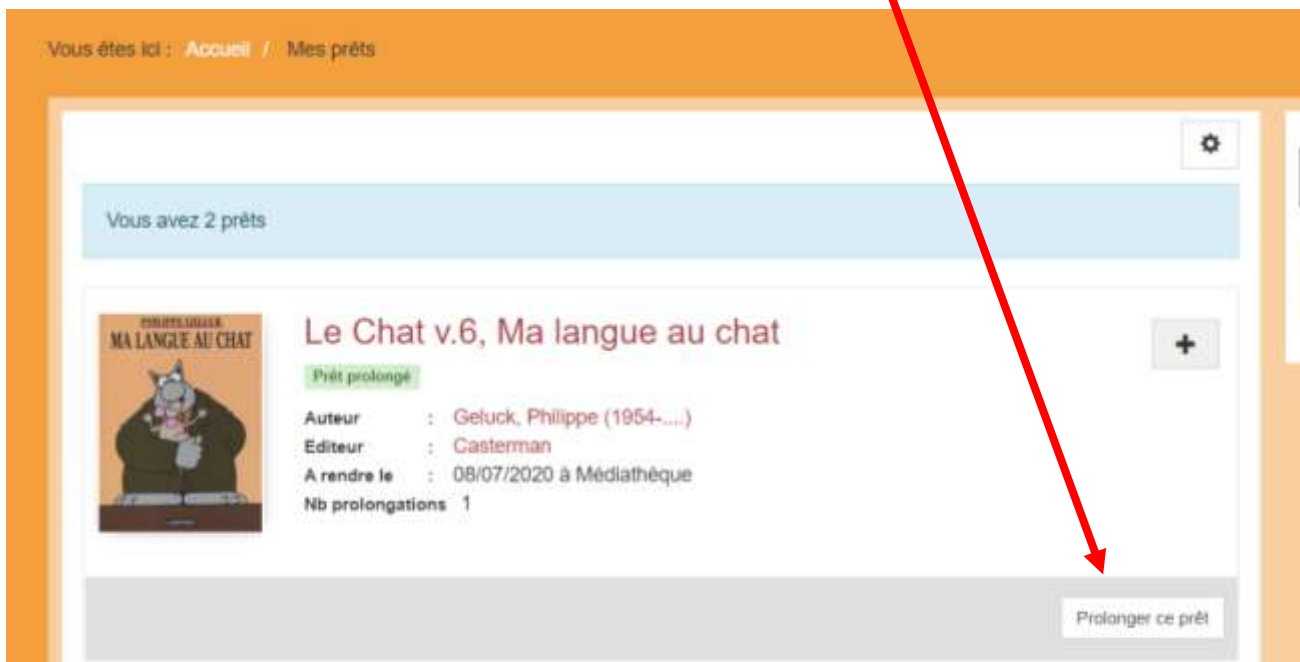 Vous êtes ici : Accueil / Mes prêts
Vous avez 2 prêts
MA LANGUE AU CHAT
Le Chat v.6, Ma langue au chat
Prêt prolongé
Auteur : Geluck, Philippe (1954-....)
Editeur : Casterman
A rendre le : 08/07/2020 à Médiathèque
Nb prolongations 1
Prolonger ce prêt